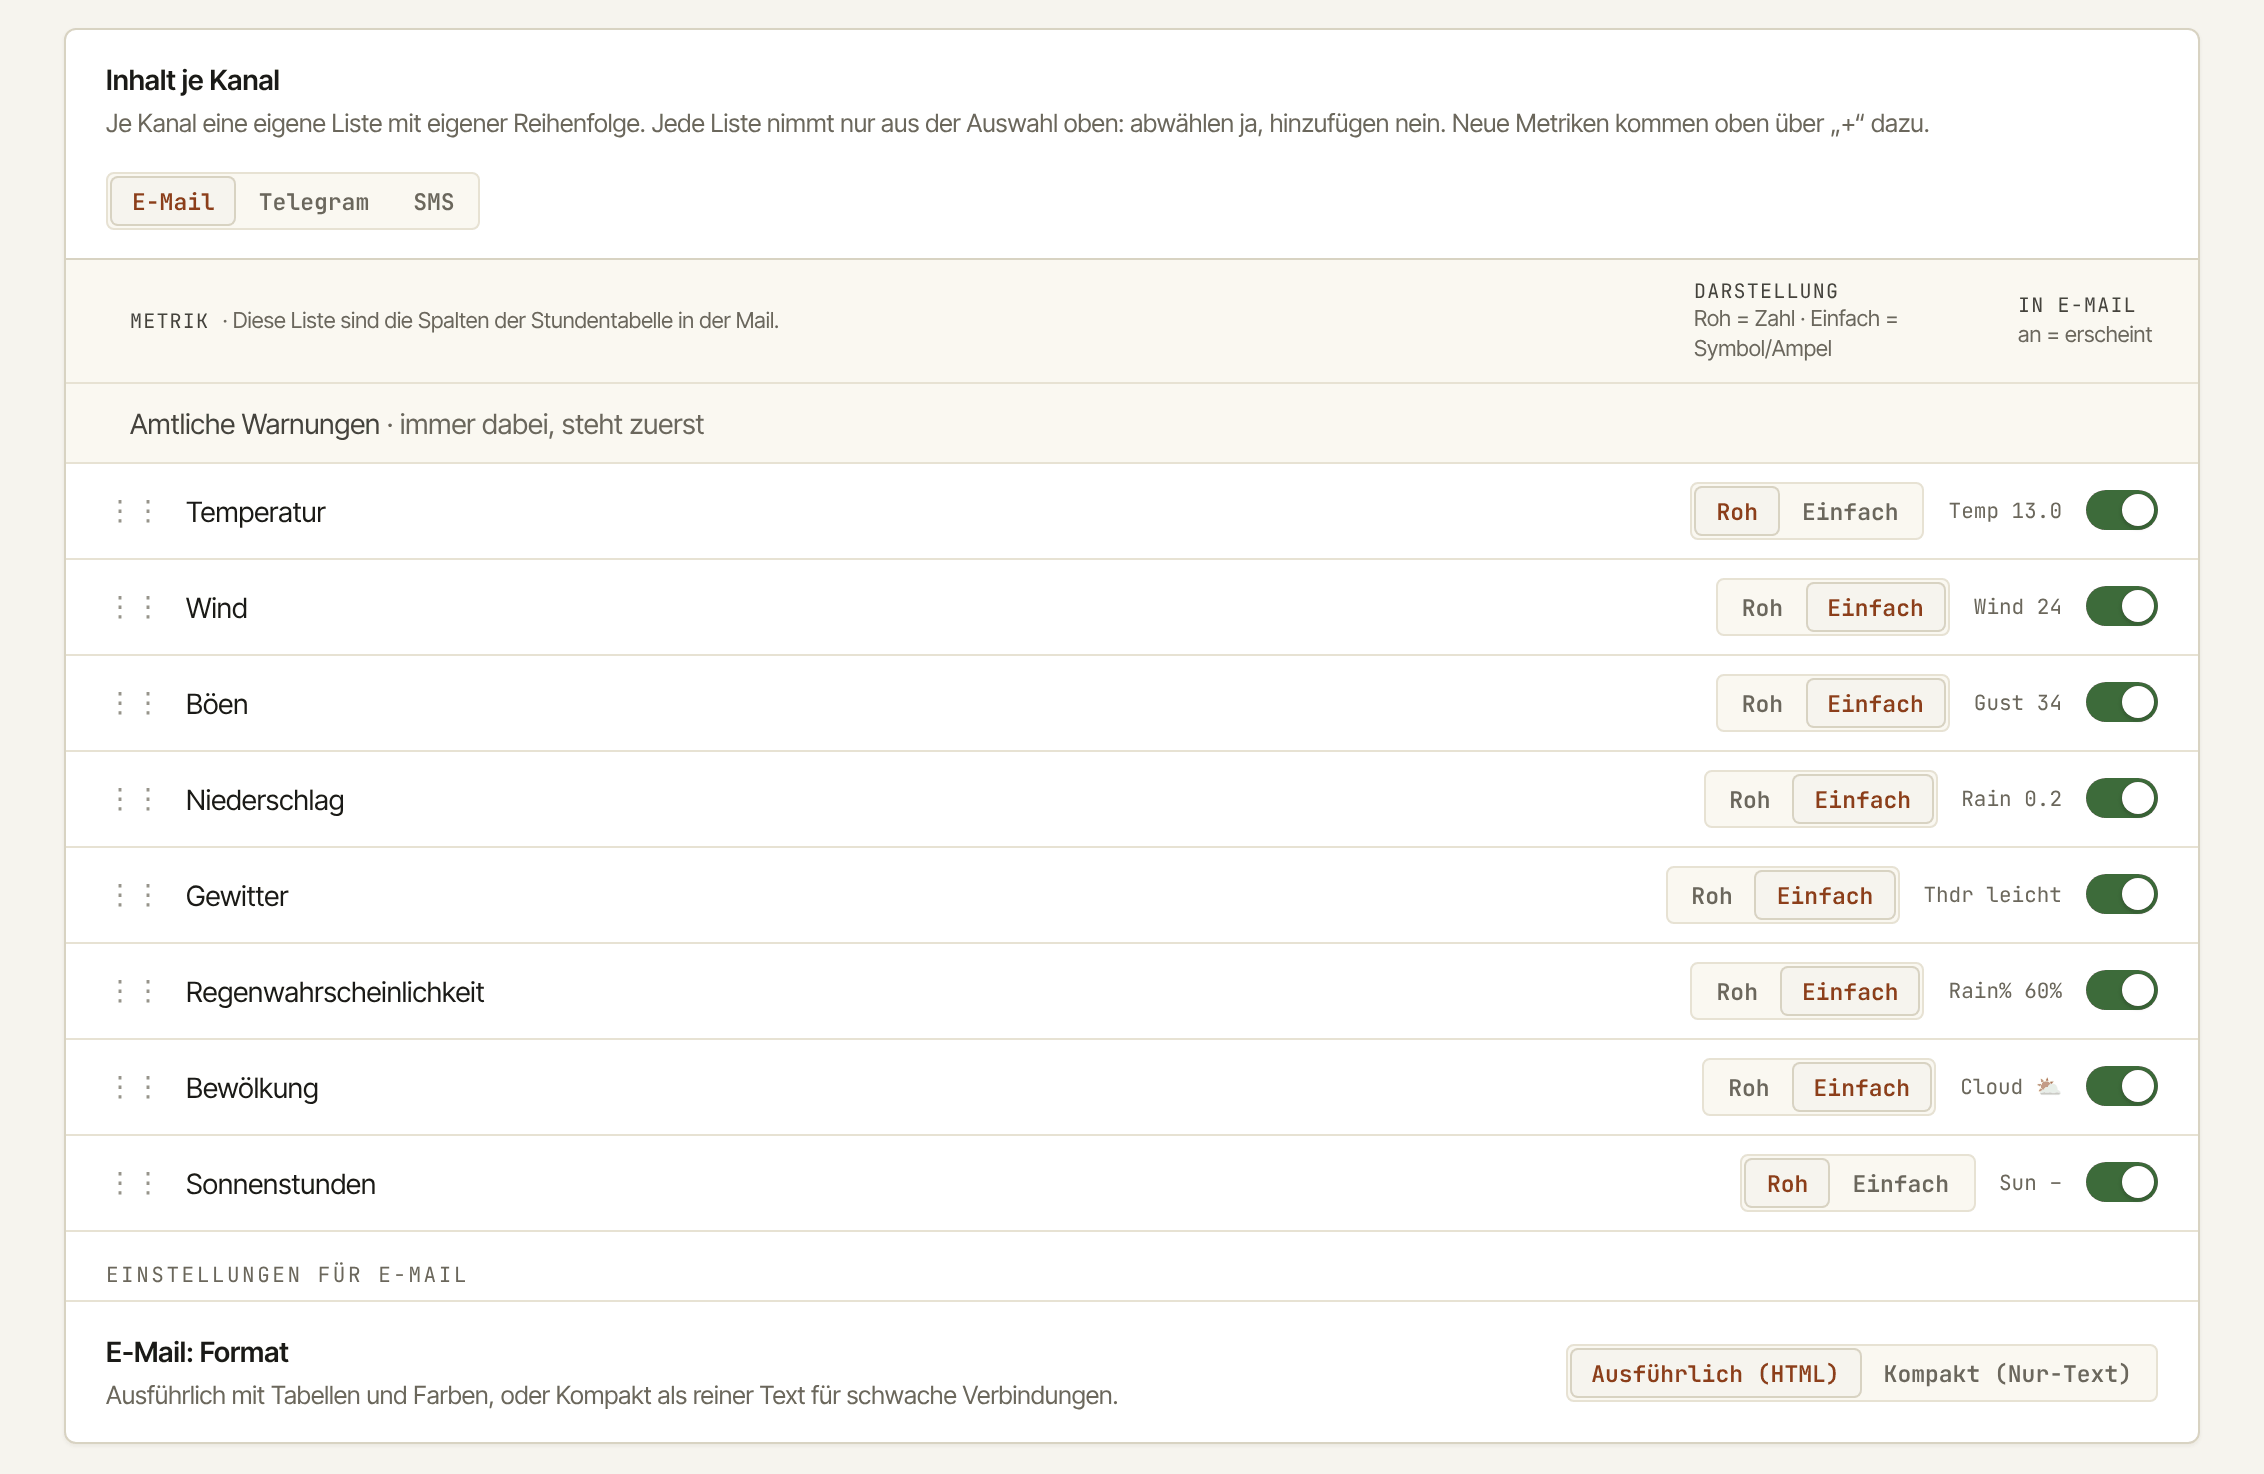 Inhalt je Kanal
Je Kanal eine eigene Liste mit eigener Reihenfolge. Jede Liste nimmt nur aus der Auswahl oben: abwählen ja, hinzufügen nein. Neue Metriken kommen oben über „+“ dazu.
E-Mail Telegram SMS
METRIK · Diese Liste sind die Spalten der Stundentabelle in der Mail.
DARSTELLUNG
Roh = Zahl · Einfach =
Symbol/Ampel
IN E-MAIL
an = erscheint
Amtliche Warnungen · immer dabei, steht zuerst
Temperatur Roh Einfach Temp 13.0
Wind Roh Einfach Wind 24
Böen Roh Einfach Gust 34
Niederschlag Roh Einfach Rain 0.2
Gewitter Roh Einfach Thdr leicht
Regenwahrscheinlichkeit Roh Einfach Rain% 60%
Bewölkung Roh Einfach Cloud ⛅
Sonnenstunden Roh Einfach Sun –
EINSTELLUNGEN FÜR E-MAIL
E-Mail: Format
Ausführlich mit Tabellen und Farben, oder Kompakt als reiner Text für schwache Verbindungen.
Ausführlich (HTML) Kompakt (Nur-Text)